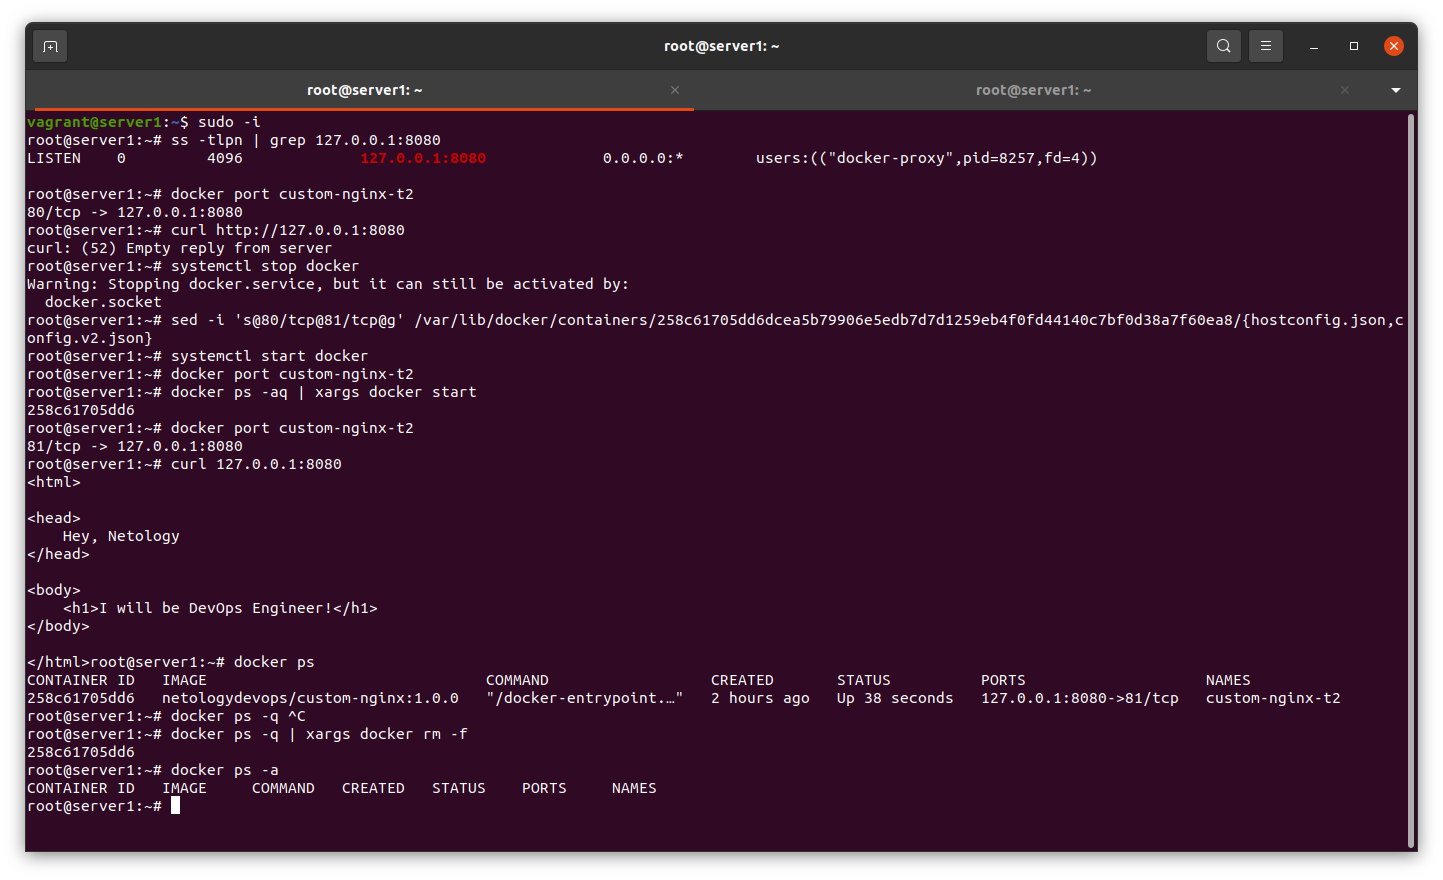 root@server1: ~
root@server1: ~
root@server1: ~
vagrant@server1:~$ sudo -i
root@server1:~# ss -tlpn | grep 127.0.0.1:8080
LISTEN    0         4096             127.0.0.1:8080             0.0.0.0:*        users:(("docker-proxy",pid=8257,fd=4))
root@server1:~# docker port custom-nginx-t2
80/tcp -> 127.0.0.1:8080
root@server1:~# curl http://127.0.0.1:8080
curl: (52) Empty reply from server
root@server1:~# systemctl stop docker
Warning: Stopping docker.service, but it can still be activated by:
  docker.socket
root@server1:~# sed -i 's@80/tcp@81/tcp@g' /var/lib/docker/containers/258c61705dd6dcea5b79906e5edb7d7d1259eb4f0fd44140c7bf0d38a7f60ea8/{hostconfig.json,c
onfig.v2.json}
root@server1:~# systemctl start docker
root@server1:~# docker port custom-nginx-t2
root@server1:~# docker ps -aq | xargs docker start
258c61705dd6
root@server1:~# docker port custom-nginx-t2
81/tcp -> 127.0.0.1:8080
root@server1:~# curl 127.0.0.1:8080
<html>
<head>
    Hey, Netology
</head>
<body>
    <h1>I will be DevOps Engineer!</h1>
</body>
</html>root@server1:~# docker ps
CONTAINER ID   IMAGE                               COMMAND                  CREATED       STATUS          PORTS                    NAMES
258c61705dd6   netologydevops/custom-nginx:1.0.0   "/docker-entrypoint.…"   2 hours ago   Up 38 seconds   127.0.0.1:8080->81/tcp   custom-nginx-t2
root@server1:~# docker ps -q ^C
root@server1:~# docker ps -q | xargs docker rm -f
258c61705dd6
root@server1:~# docker ps -a
CONTAINER ID   IMAGE     COMMAND   CREATED   STATUS    PORTS     NAMES
root@server1:~#